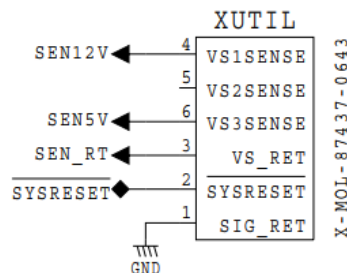 XUTIL
SEN12V 4 VS1SENSE
5 VS2SENSE
SEN5V 6 VS3SENSE
SEN_RT 3 VS_RET
SYSRESET 2 SYSRESET
1 SIG_RET
GND
X-MOL-87437-0643